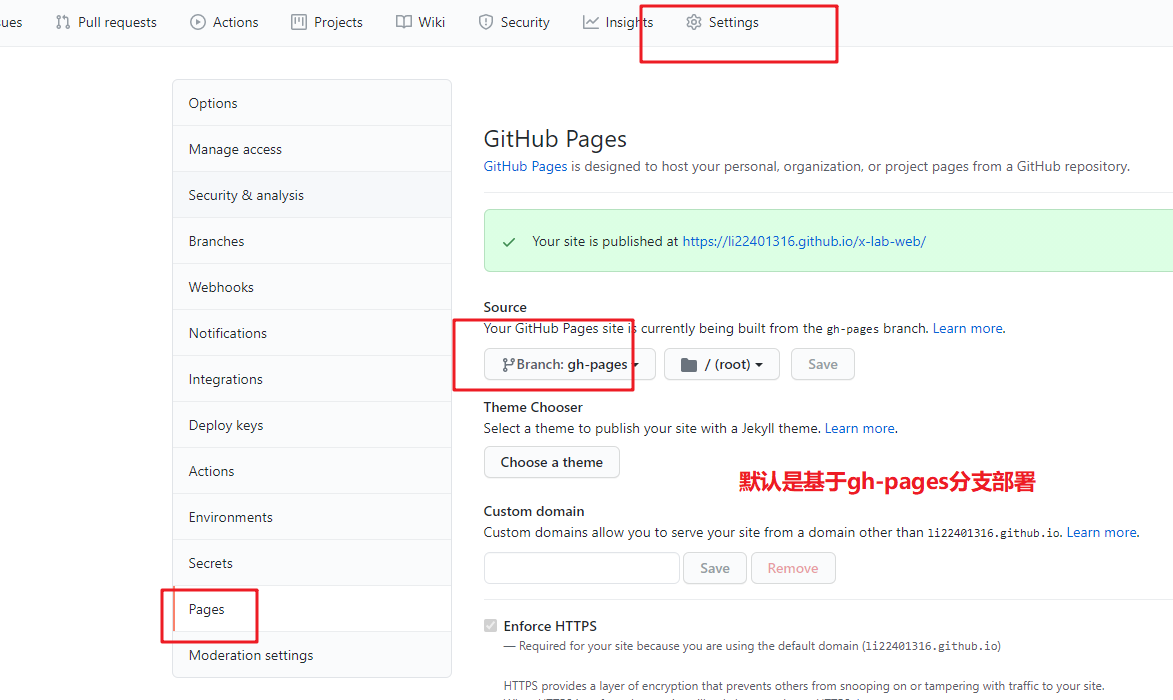 ues Pull requests Actions Projects Wiki Security Insights Settings
Options
Manage access
Security & analysis
Branches
Webhooks
Notifications
Integrations
Deploy keys
Actions
Environments
Secrets
Pages
Moderation settings
GitHub Pages
GitHub Pages is designed to host your personal, organization, or project pages from a GitHub repository.
Your site is published at https://li22401316.github.io/x-lab-web/
Source
Your GitHub Pages site is currently being built from the gh-pages branch. Learn more.
Branch: gh-pages / (root) Save
Theme Chooser
Select a theme to publish your site with a Jekyll theme. Learn more.
Choose a theme
默认是基于gh-pages分支部署
Custom domain
Custom domains allow you to serve your site from a domain other than li22401316.github.io. Learn more.
Save Remove
Enforce HTTPS
— Required for your site because you are using the default domain (li22401316.github.io)
HTTPS provides a layer of encryption that prevents others from snooping on or tampering with traffic to your site.